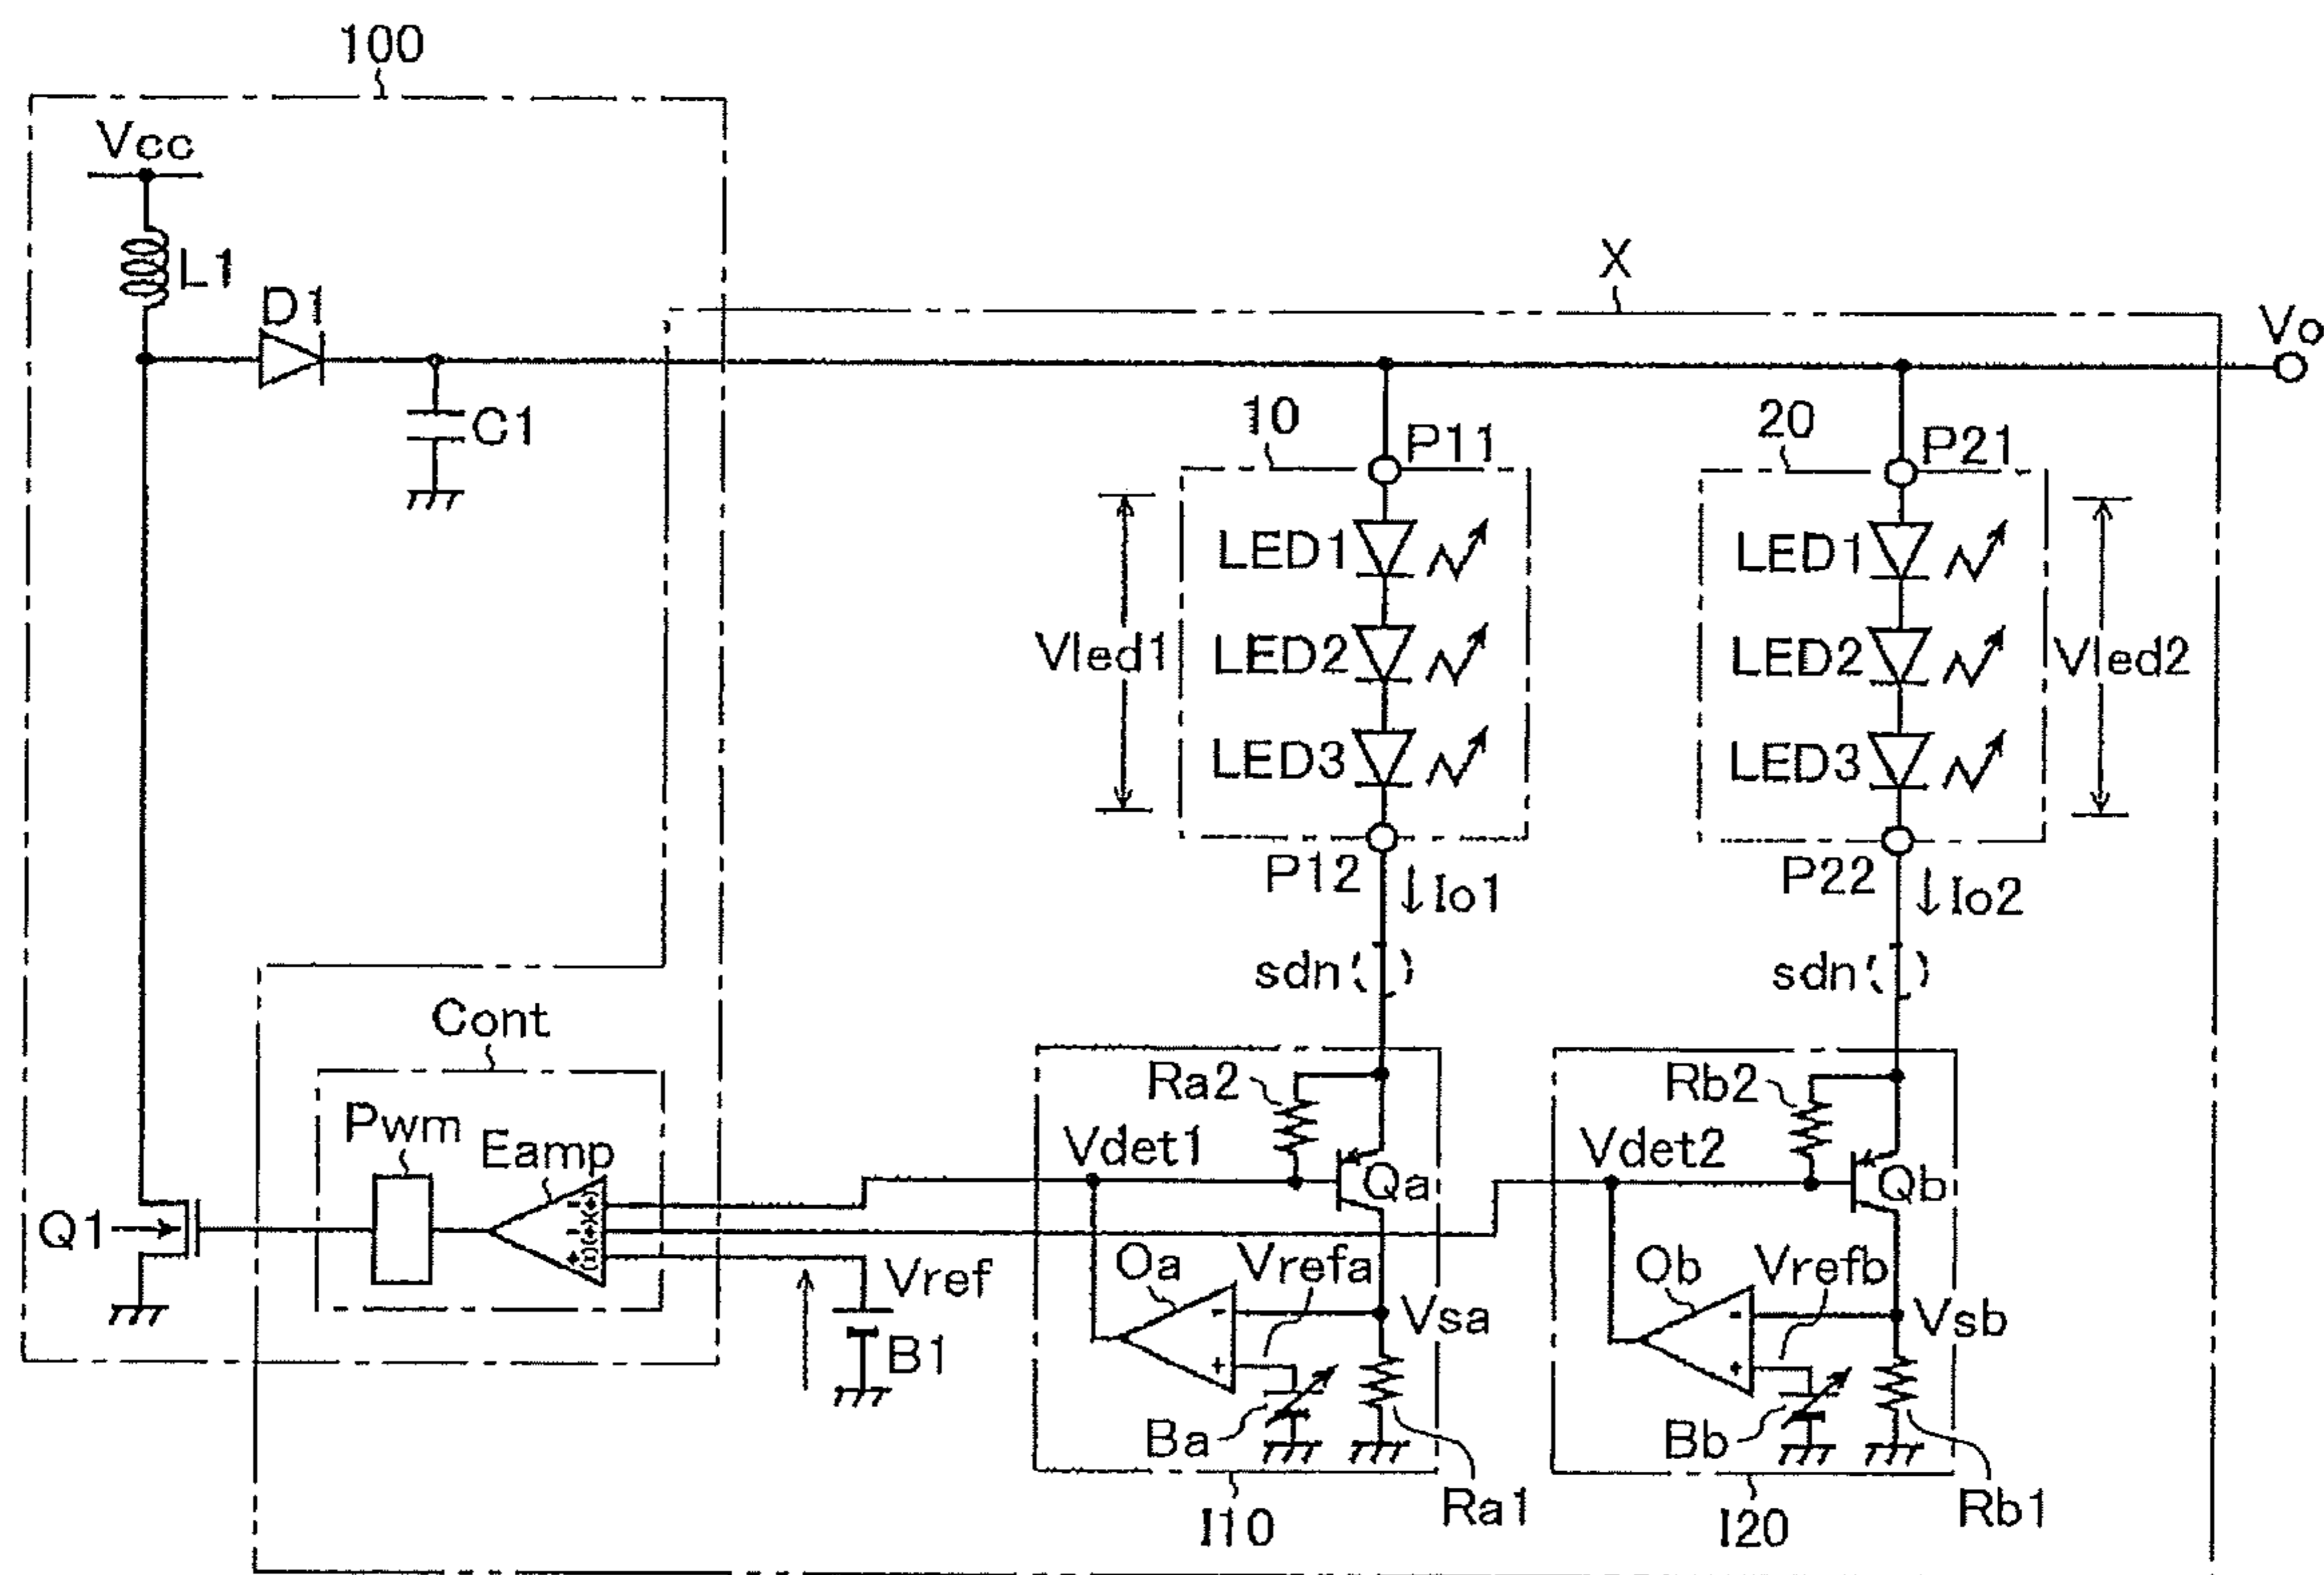 100
Vcc
L1
D1
C1
X
Vo
10
P11
20
P21
LED1
LED2
LED3
Vled1
LED1
LED2
LED3
Vled2
P12
Io1
P22
Io2
sdn
sdn
Cont
Pwm
Eamp
Q1
Vref
B1
Ra2
Vdet1
Qa
Oa
Vrefa
Vsa
Ba
Ra1
I10
Rb2
Vdet2
Qb
Ob
Vrefb
Vsb
Bb
Rb1
I20